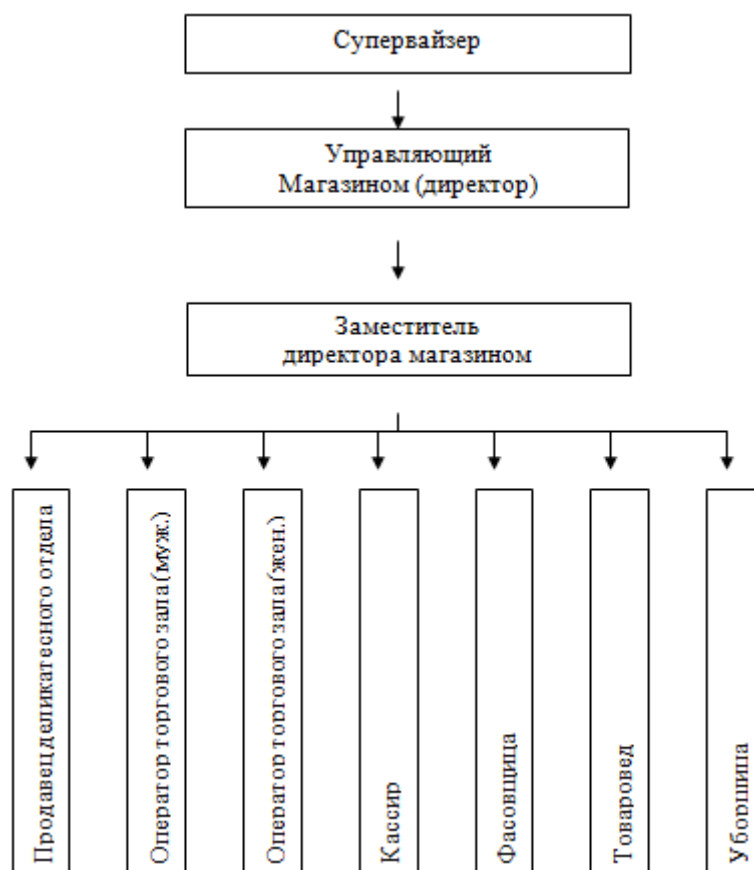 Супервайзер
Управляющий
Магазином (директор)
Заместитель
директора магазином
Продавец деликатесного отдела
Оператор торгового зала (муж.)
Оператор торгового зала (жен.)
Кассир
Фасовщица
Товаровед
Уборщица